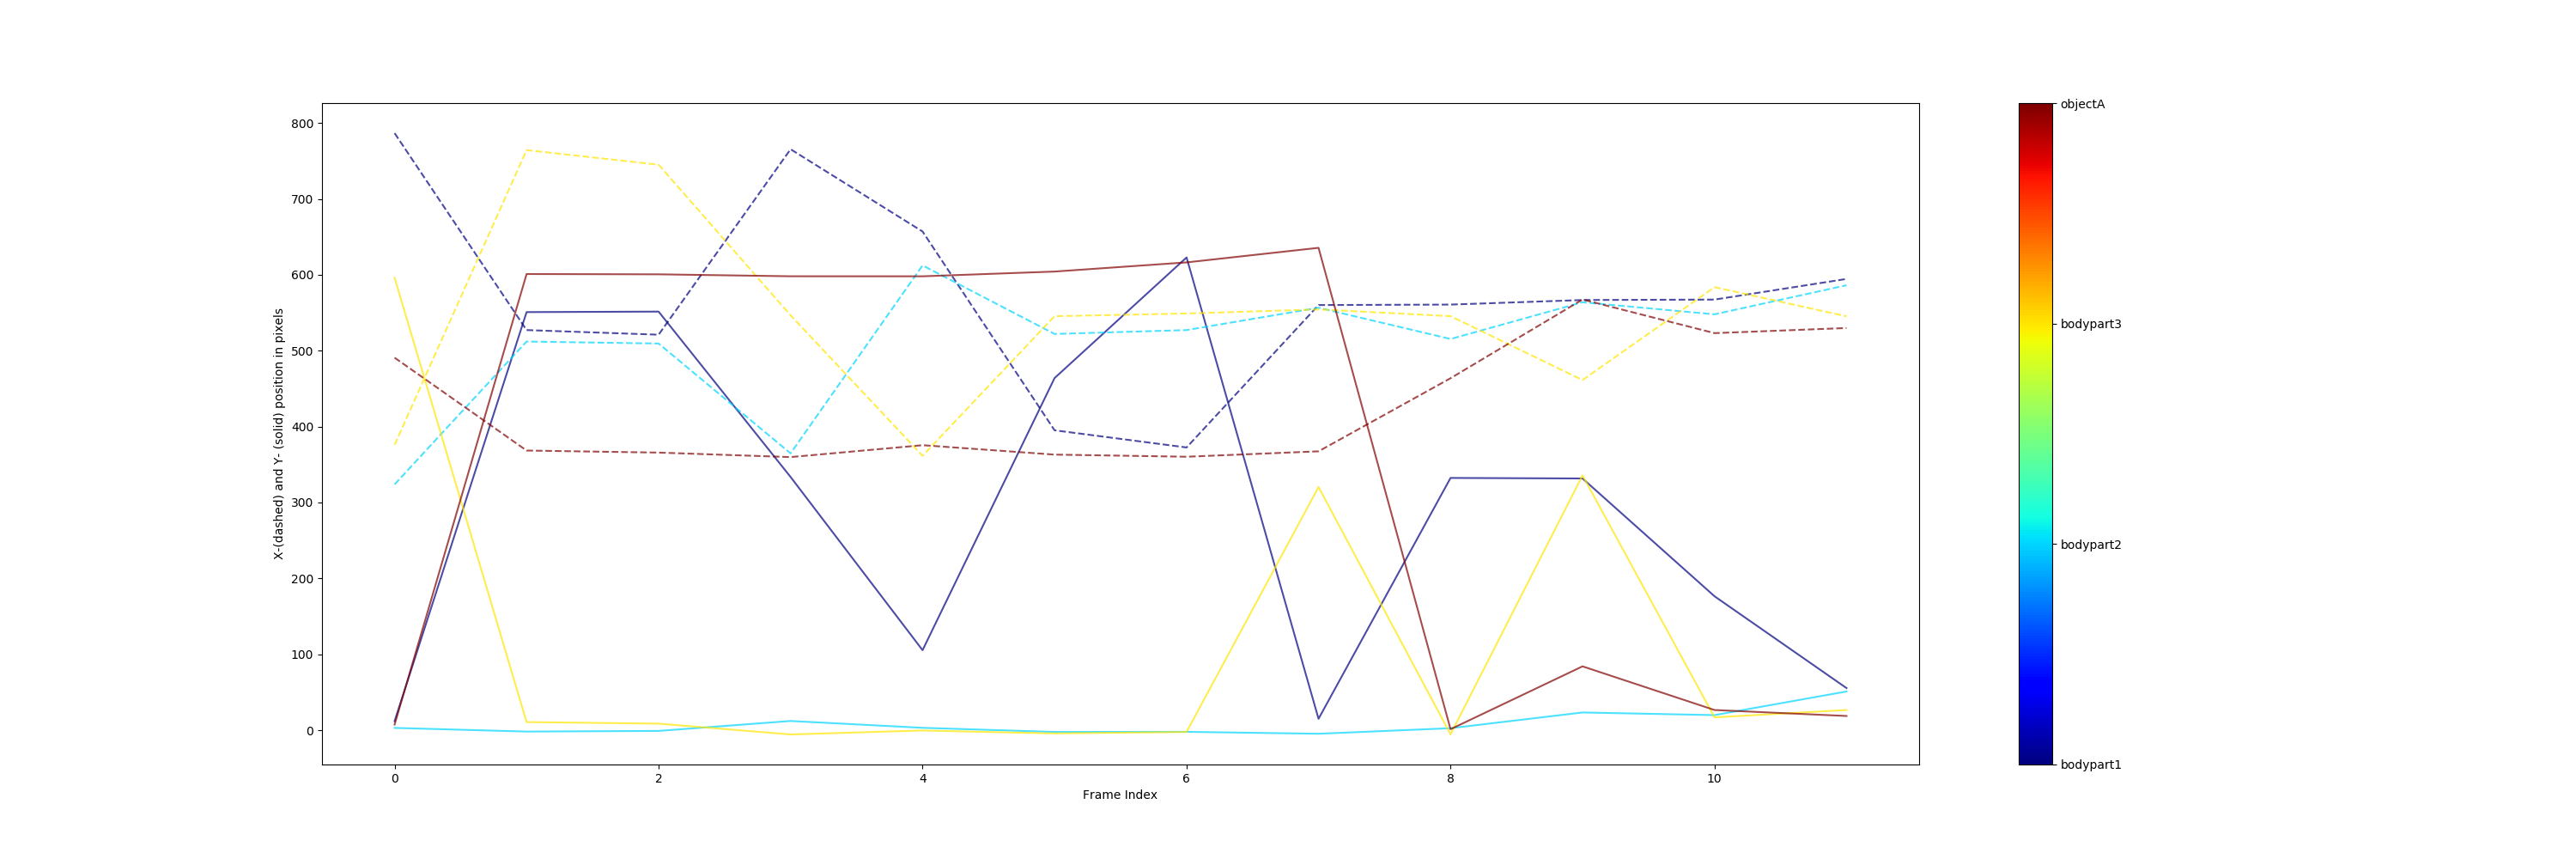 800
700
600
500
400
300
200
100
0
X-(dashed) and Y- (solid) position in pixels
0 2 4 6 8 10
Frame Index
objectA
bodypart3
bodypart2
bodypart1